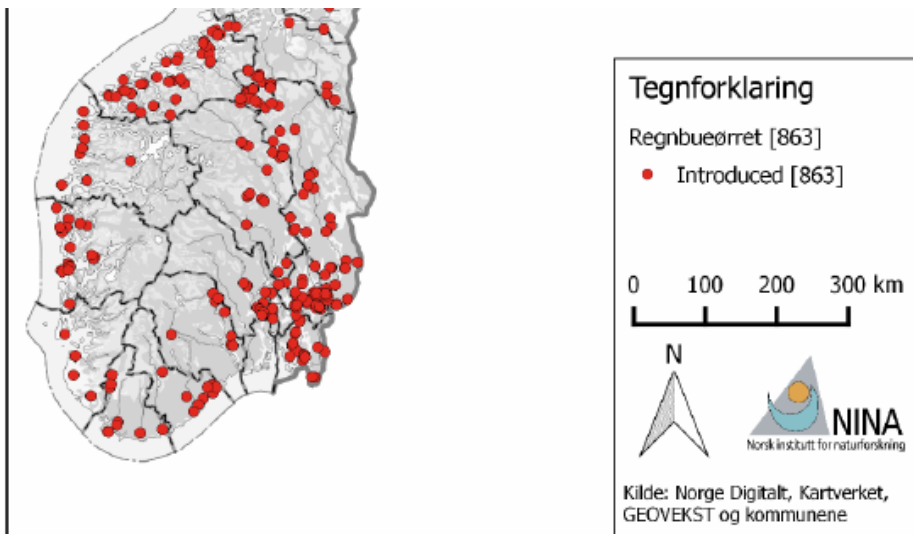 Tegnforklaring
Regnbueørret [863]
Introduced [863]
0 100 200 300 km
N
NINA
Norsk institutt for naturforskning
Kilde: Norge Digitalt, Kartverket,
GEOVEKST og kommunene